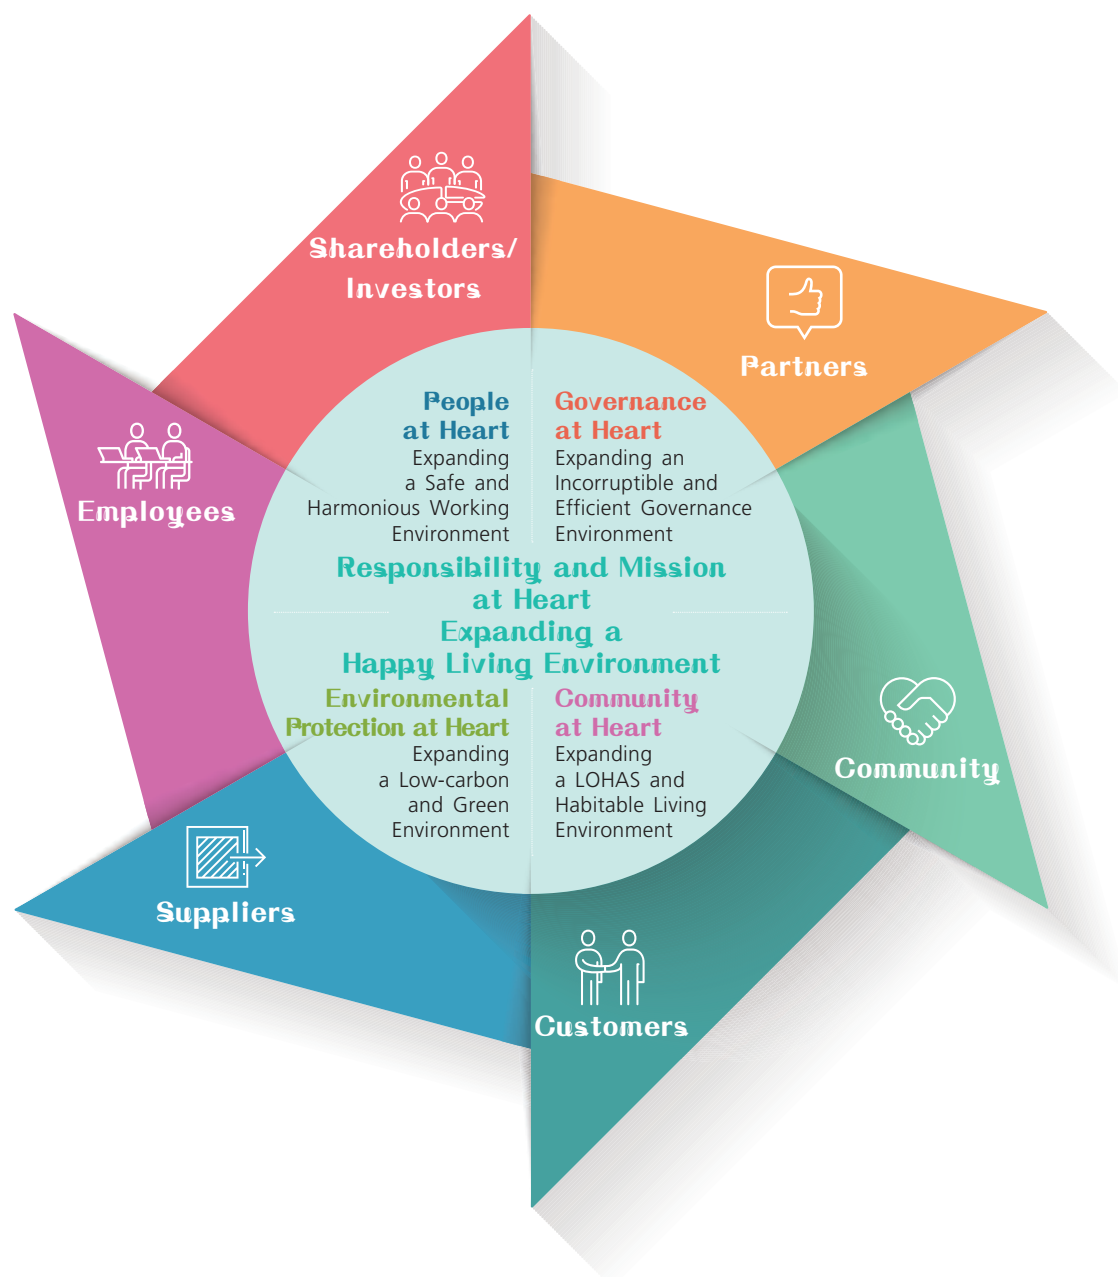 Shareholders/
Investors
Partners
Employees
People
at Heart
Expanding
a Safe and
Harmonious Working
Environment
Governance
at Heart
Expanding an
Incorruptible and
Efficient Governance
Environment
Responsibility and Mission
at Heart
Expanding a
Happy Living Environment
Environmental
Protection at Heart
Expanding
a Low-carbon
and Green
Environment
Community
at Heart
Expanding
a LOHAS and
Habitable Living
Environment
Community
Suppliers
Customers